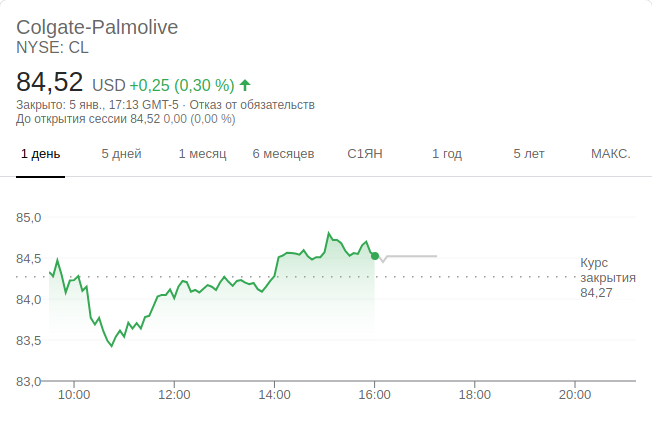 Colgate-Palmolive
NYSE: CL
84,52 USD +0,25 (0,30 %)
Закрыто: 5 янв., 17:13 GMT-5 · Отказ от обязательств
До открытия сессии 84,52 0,00 (0,00 %)
1 день 5 дней 1 месяц 6 месяцев С1ЯН 1 год 5 лет МАКС.
85,0
84,5
Курс
закрытия
84,27
84,0
83,5
83,0
10:00 12:00 14:00 16:00 18:00 20:00